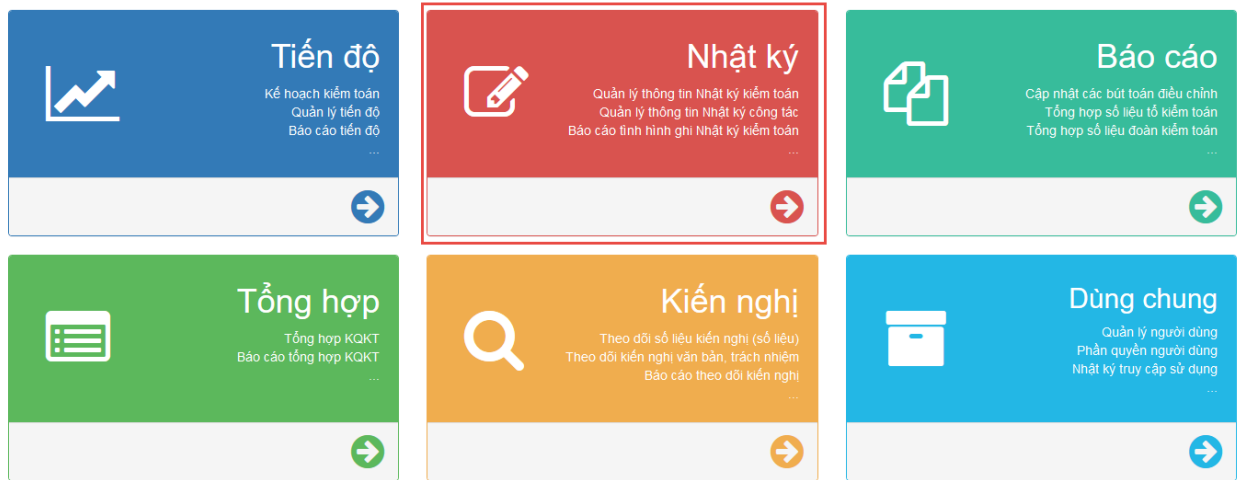 Tiến độ
Kế hoạch kiểm toán
Quản lý tiến độ
Báo cáo tiến độ
...
Nhật ký
Quản lý thông tin Nhật ký kiểm toán
Quản lý thông tin Nhật ký công tác
Báo cáo tình hình ghi Nhật ký kiểm toán
...
Báo cáo
Cập nhật các bút toán điều chỉnh
Tổng hợp số liệu tổ kiểm toán
Tổng hợp số liệu đoàn kiểm toán
...
Tổng hợp
Tổng hợp KQKT
Báo cáo tổng hợp KQKT
...
Kiến nghị
Theo dõi số liệu kiến nghị (số liệu)
Theo dõi kiến nghị văn bản, trách nhiệm
Báo cáo theo dõi kiến nghị
...
Dùng chung
Quản lý người dùng
Phần quyền người dùng
Nhật ký truy cập sử dụng
...